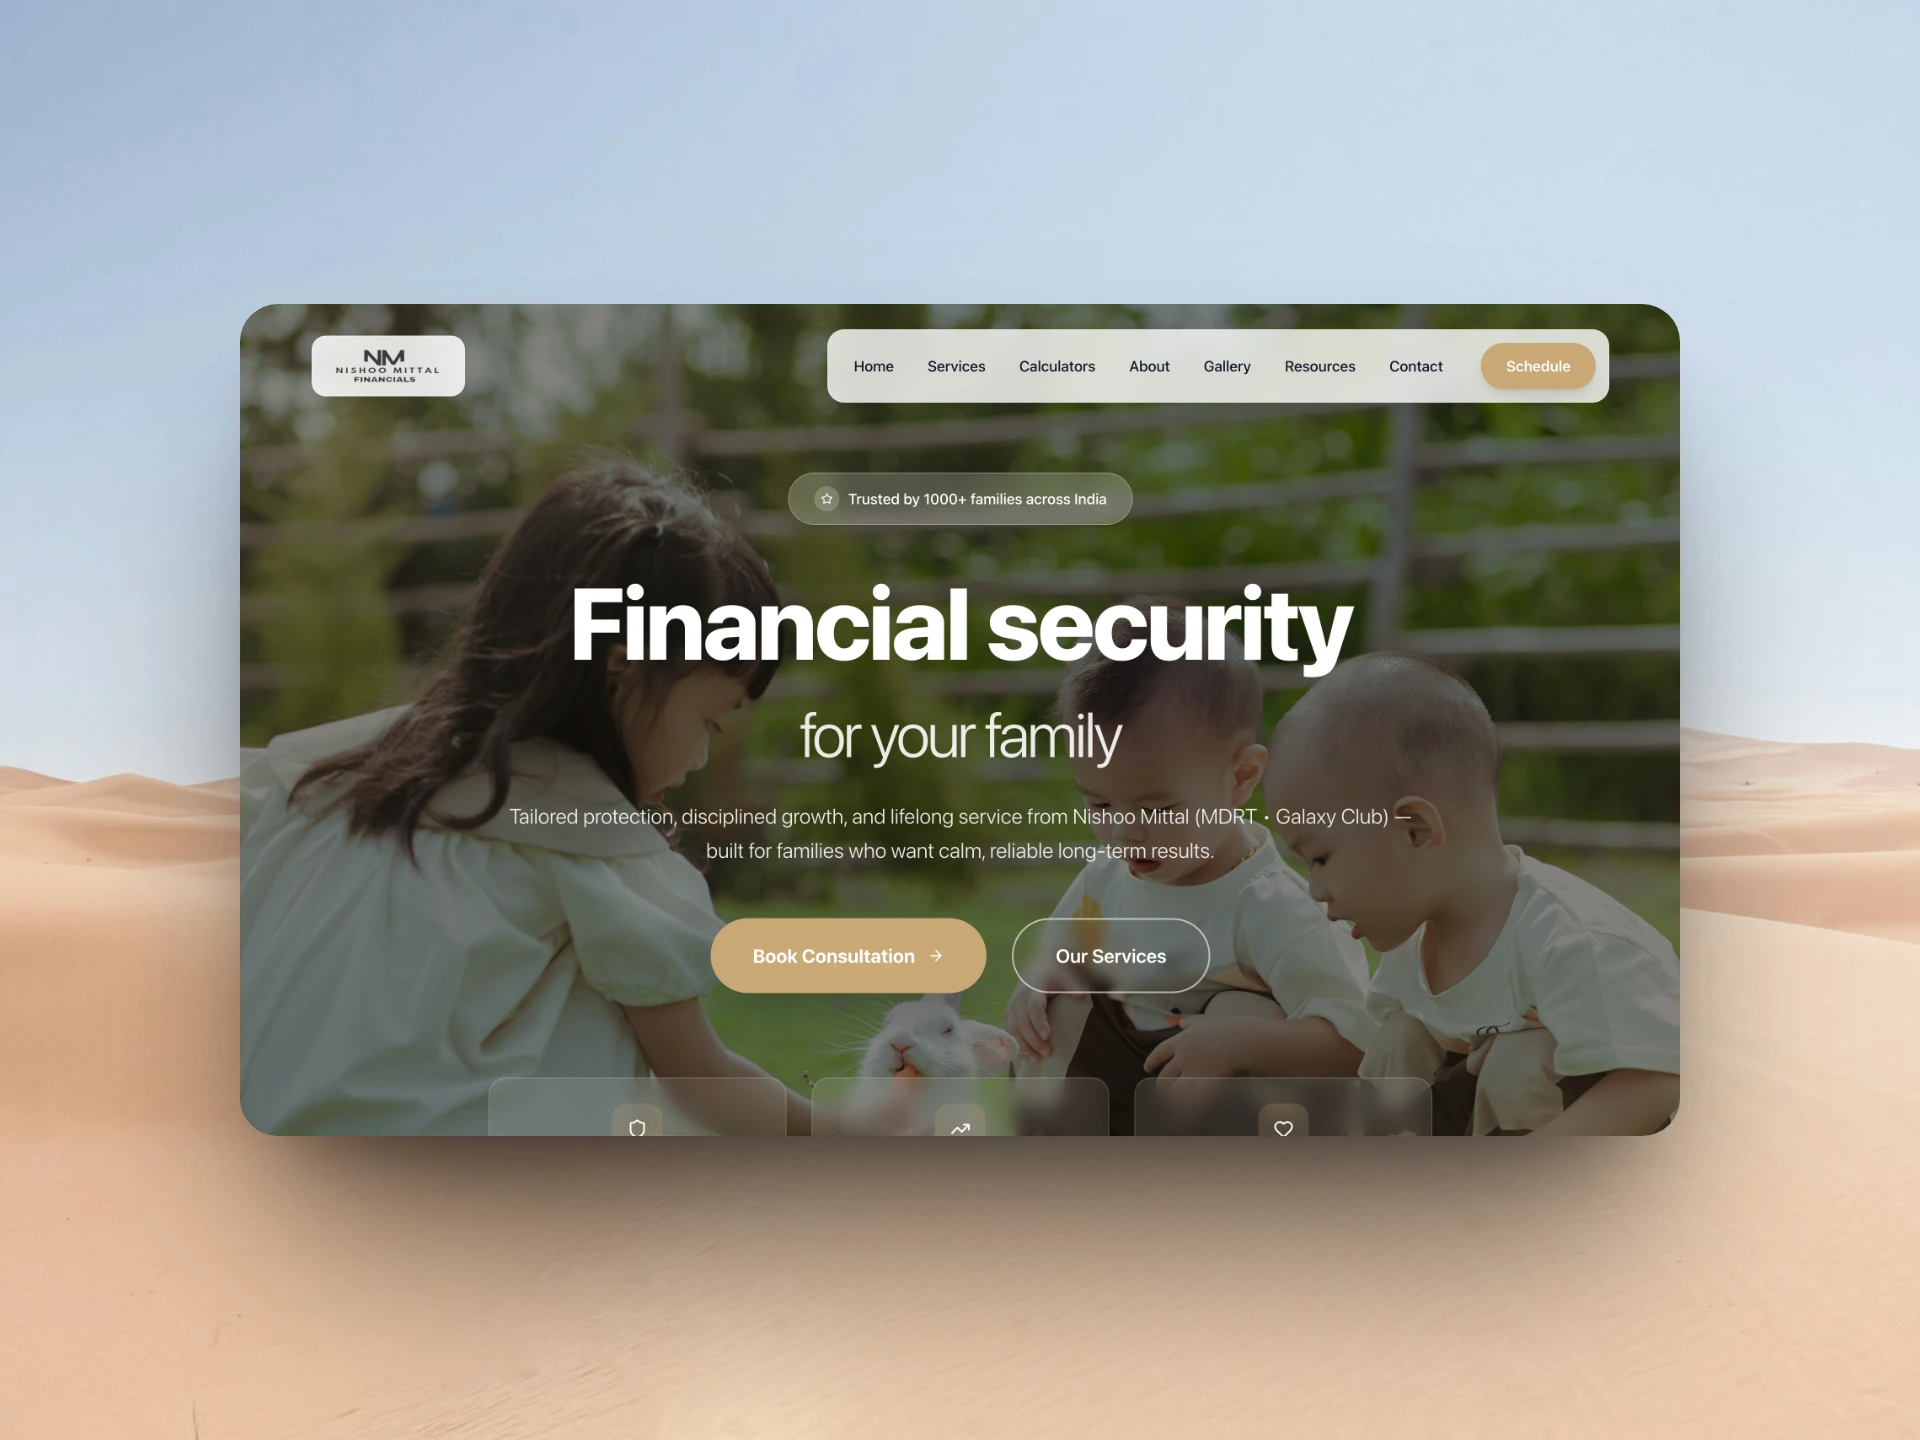 NM
NISHOO MITTAL
FINANCIALS
Home Services Calculators About Gallery Resources Contact Schedule
Trusted by 1000+ families across India
Financial security
for your family
Tailored protection, disciplined growth, and lifelong service from Nishoo Mittal (MDRT • Galaxy Club) —
built for families who want calm, reliable long-term results.
Book Consultation →
Our Services